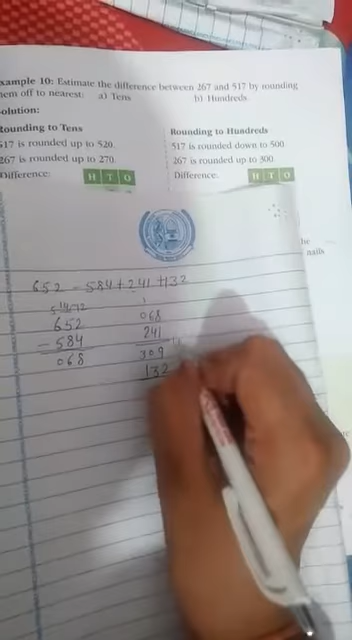 xample 10: Estimate the difference between 267 and 517 by rounding
hem off to nearest: a) Tens b) Hundreds
olution:
Rounding to Tens
517 is rounded up to 520.
267 is rounded up to 270.
Difference: H T O
Rounding to Hundreds
517 is rounded down to 500
267 is rounded up to 300.
Difference. H T O
he
nails
652 - 584 + 241 + 132
652
- 584
068
068
241
309
132